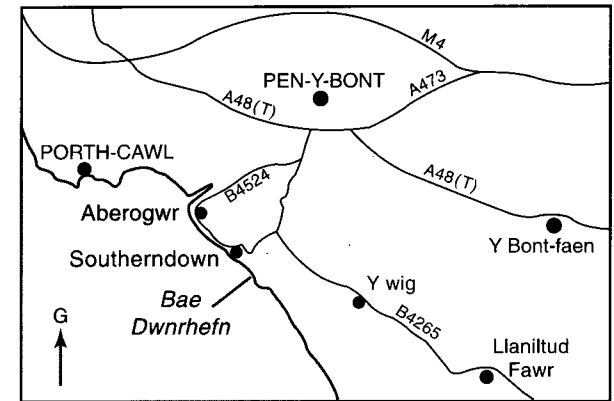 M4
PEN-Y-BONT
A473
A48(T)
PORTH-CAWL
B4524
A48(T)
Aberogwr
Y Bont-faen
Southerndown
Bae
Dwnrhefn
Y wig
B4265
G
Llaniltud
Fawr